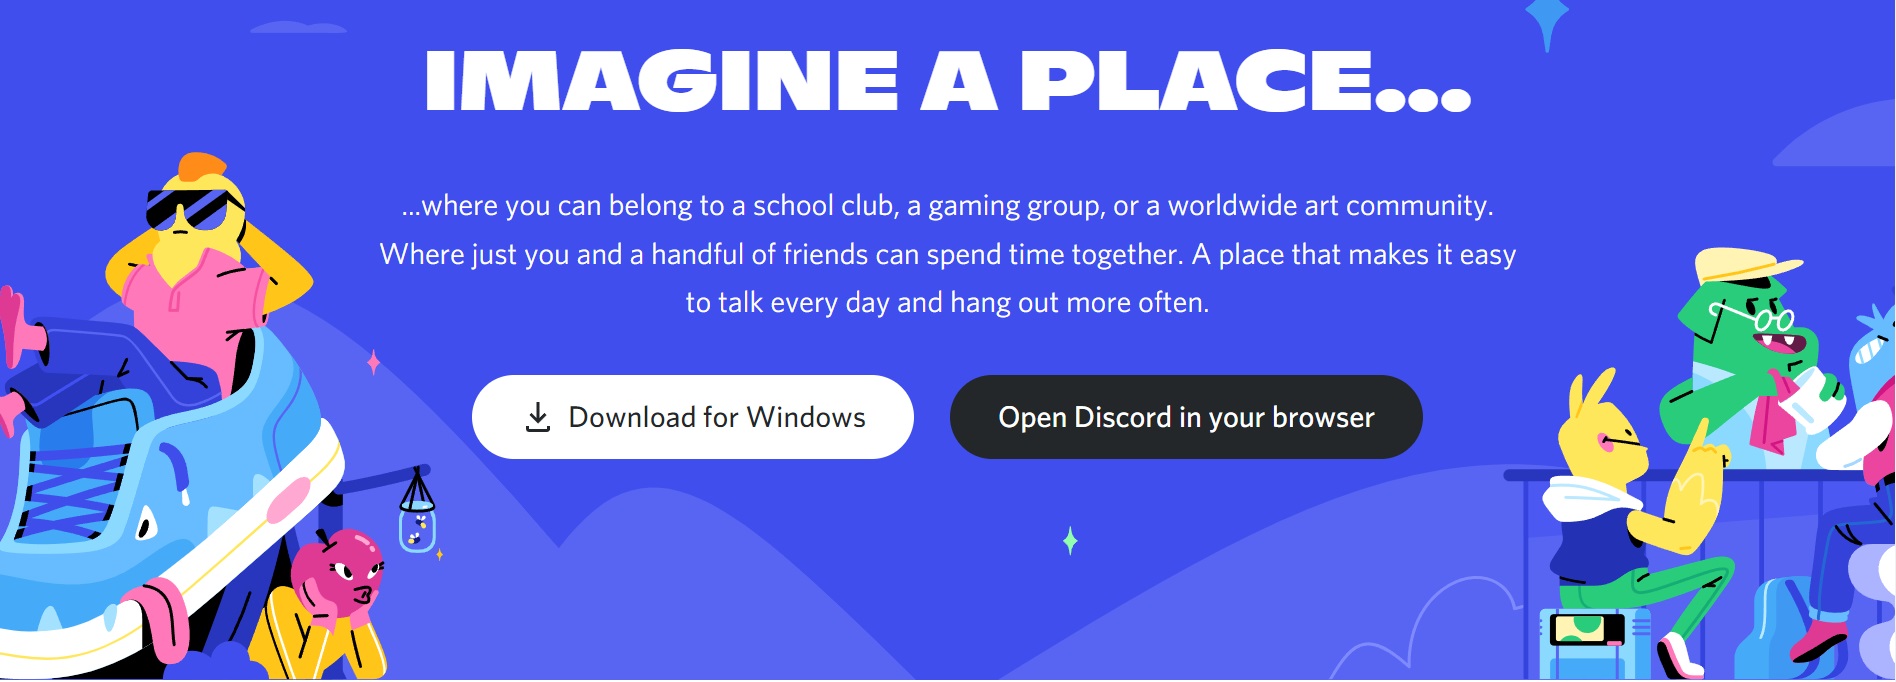 IMAGINE A PLACE...
...where you can belong to a school club, a gaming group, or a worldwide art community.
Where just you and a handful of friends can spend time together. A place that makes it easy
to talk every day and hang out more often.
Download for Windows
Open Discord in your browser